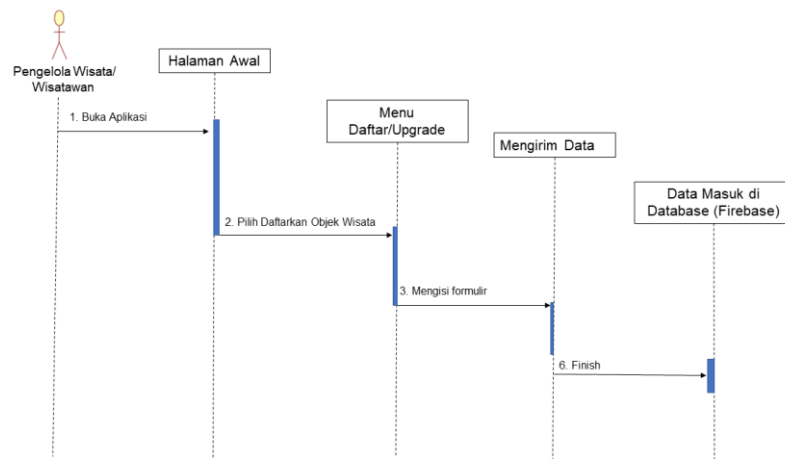 Pengelola Wisata/
Wisatawan
Halaman Awal
Menu
Daftar/Upgrade
Mengirim Data
Data Masuk di
Database (Firebase)
1. Buka Aplikasi
2. Pilih Daftarkan Objek Wisata
3. Mengisi formulir
6. Finish